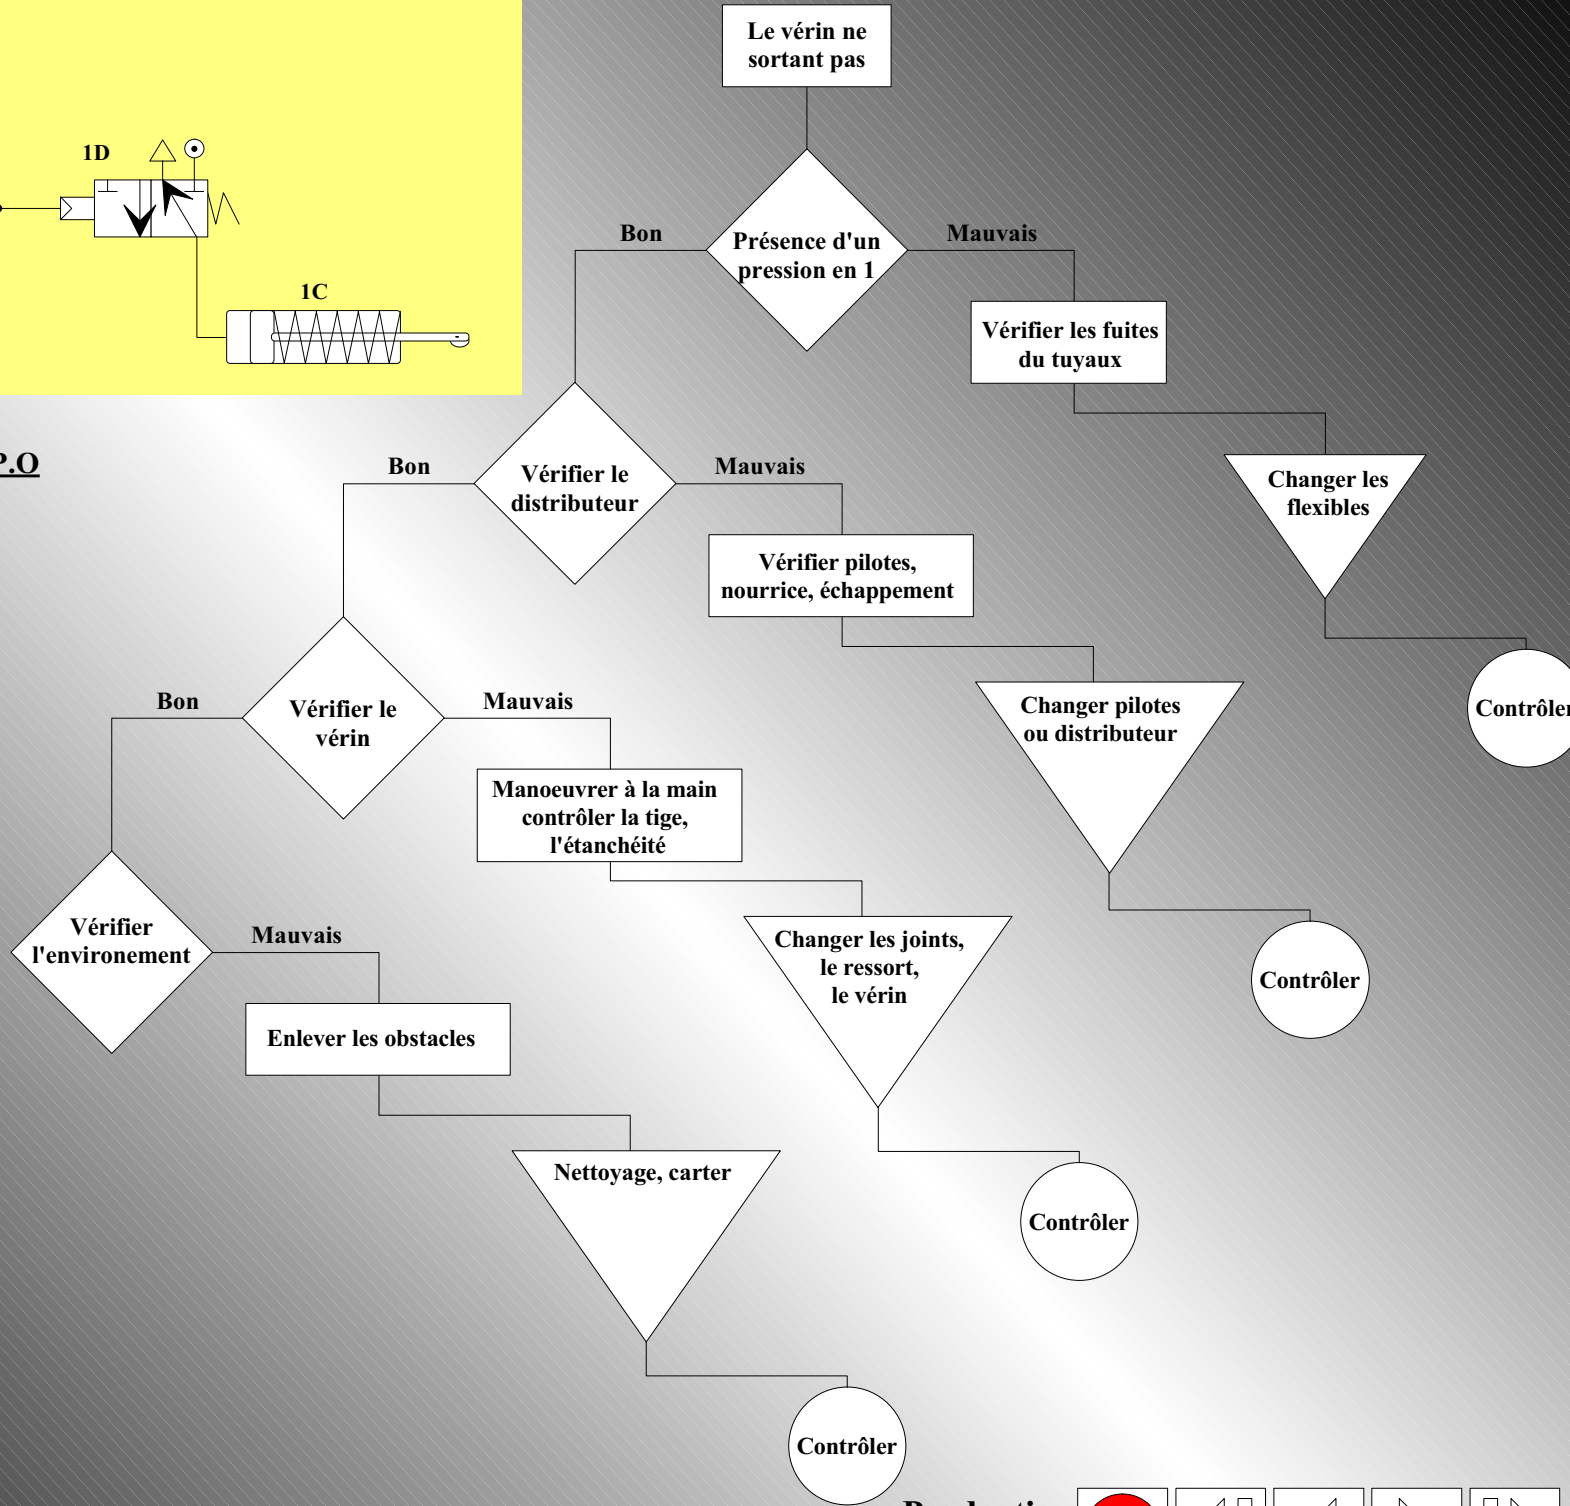 Le vérin ne
sortant pas
1D
Bon
Mauvais
Présence d'un
pression en 1
1C
Vérifier les fuites
du tuyaux
P.O
Bon
Mauvais
Vérifier le
distributeur
Changer les
flexibles
Vérifier pilotes,
nourrice, échappement
Bon
Mauvais
Vérifier le
vérin
Changer pilotes
ou distributeur
Contrôler
Manoeuvrer à la main
contrôler la tige,
l'étanchéité
Vérifier
l'environement
Mauvais
Changer les joints,
le ressort,
le vérin
Contrôler
Enlever les obstacles
Nettoyage, carter
Contrôler
Contrôler